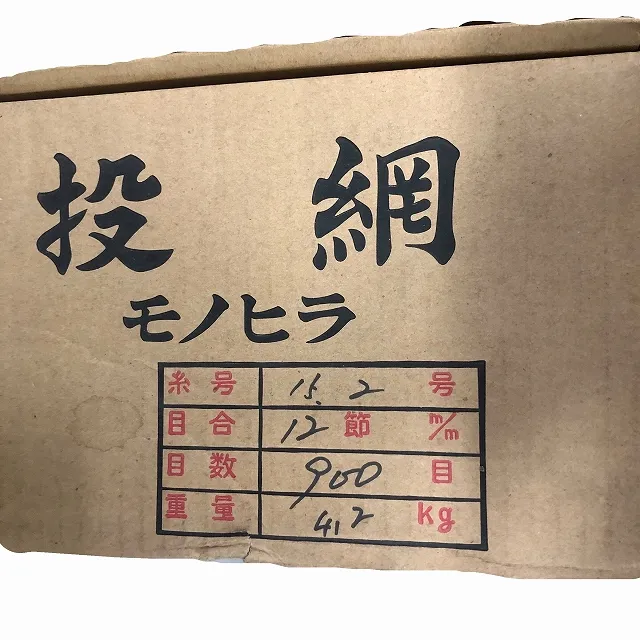 投網
モノヒラ
糸号 15.2 号
目合 12 節 m/m
目数 900 目
重量 4.2 kg